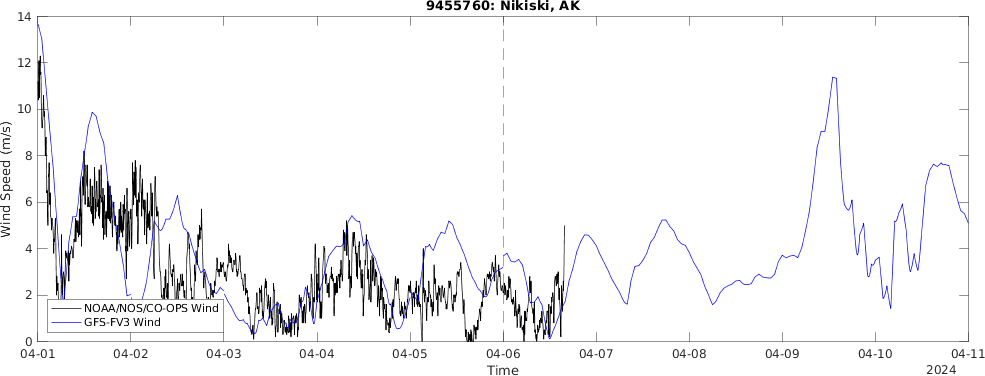 9455760: Nikiski, AK
Wind Speed (m/s)
14
12
10
8
6
4
2
0
NOAA/NOS/CO-OPS Wind
GFS-FV3 Wind
04-01 04-02 04-03 04-04 04-05 04-06 04-07 04-08 04-09 04-10 04-11
Time
2024